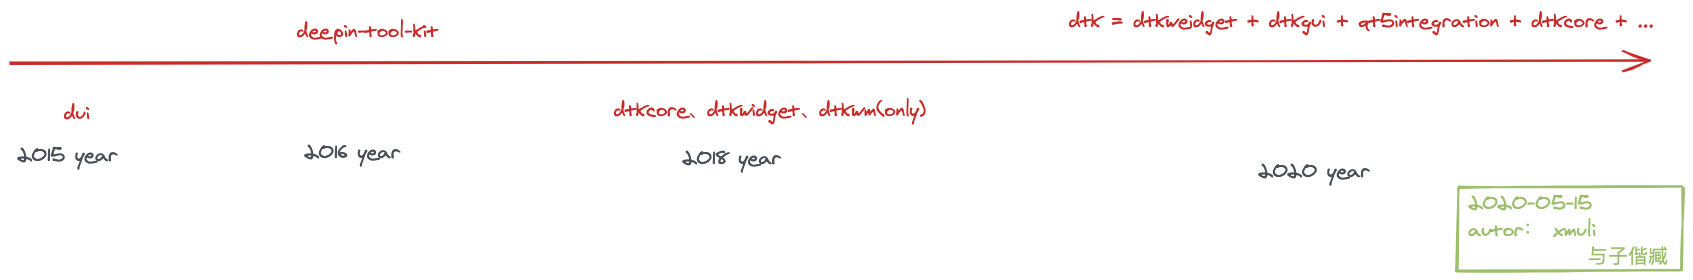 dtk = dtkweidget + dtkgui + qt5integration + dtkcore + ...
deepin-tool-kit
dui
dtkcore、dtkwidget、dtkwm(only)
2015 year
2016 year
2018 year
2020 year
2020-05-15
autor: xmuli
与子偕臧